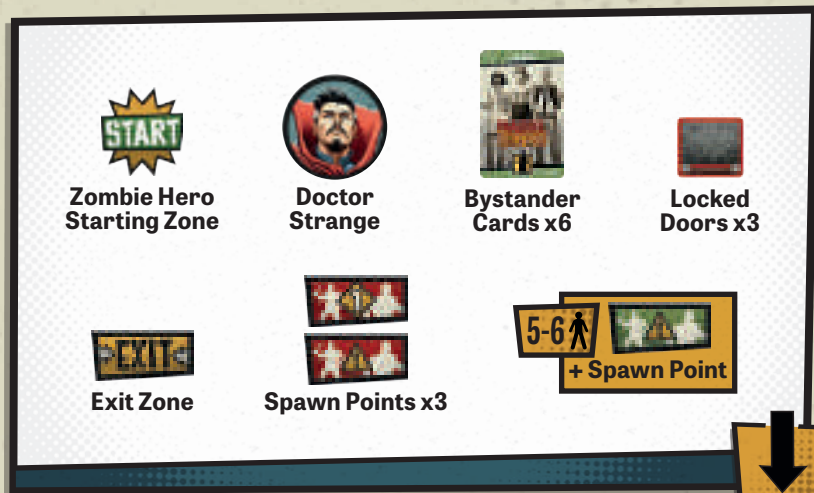 START
Zombie Hero
Starting Zone
Doctor
Strange
Bystander
Cards x6
Locked
Doors x3
EXIT
Exit Zone
1
Spawn Points x3
5-6
+ Spawn Point